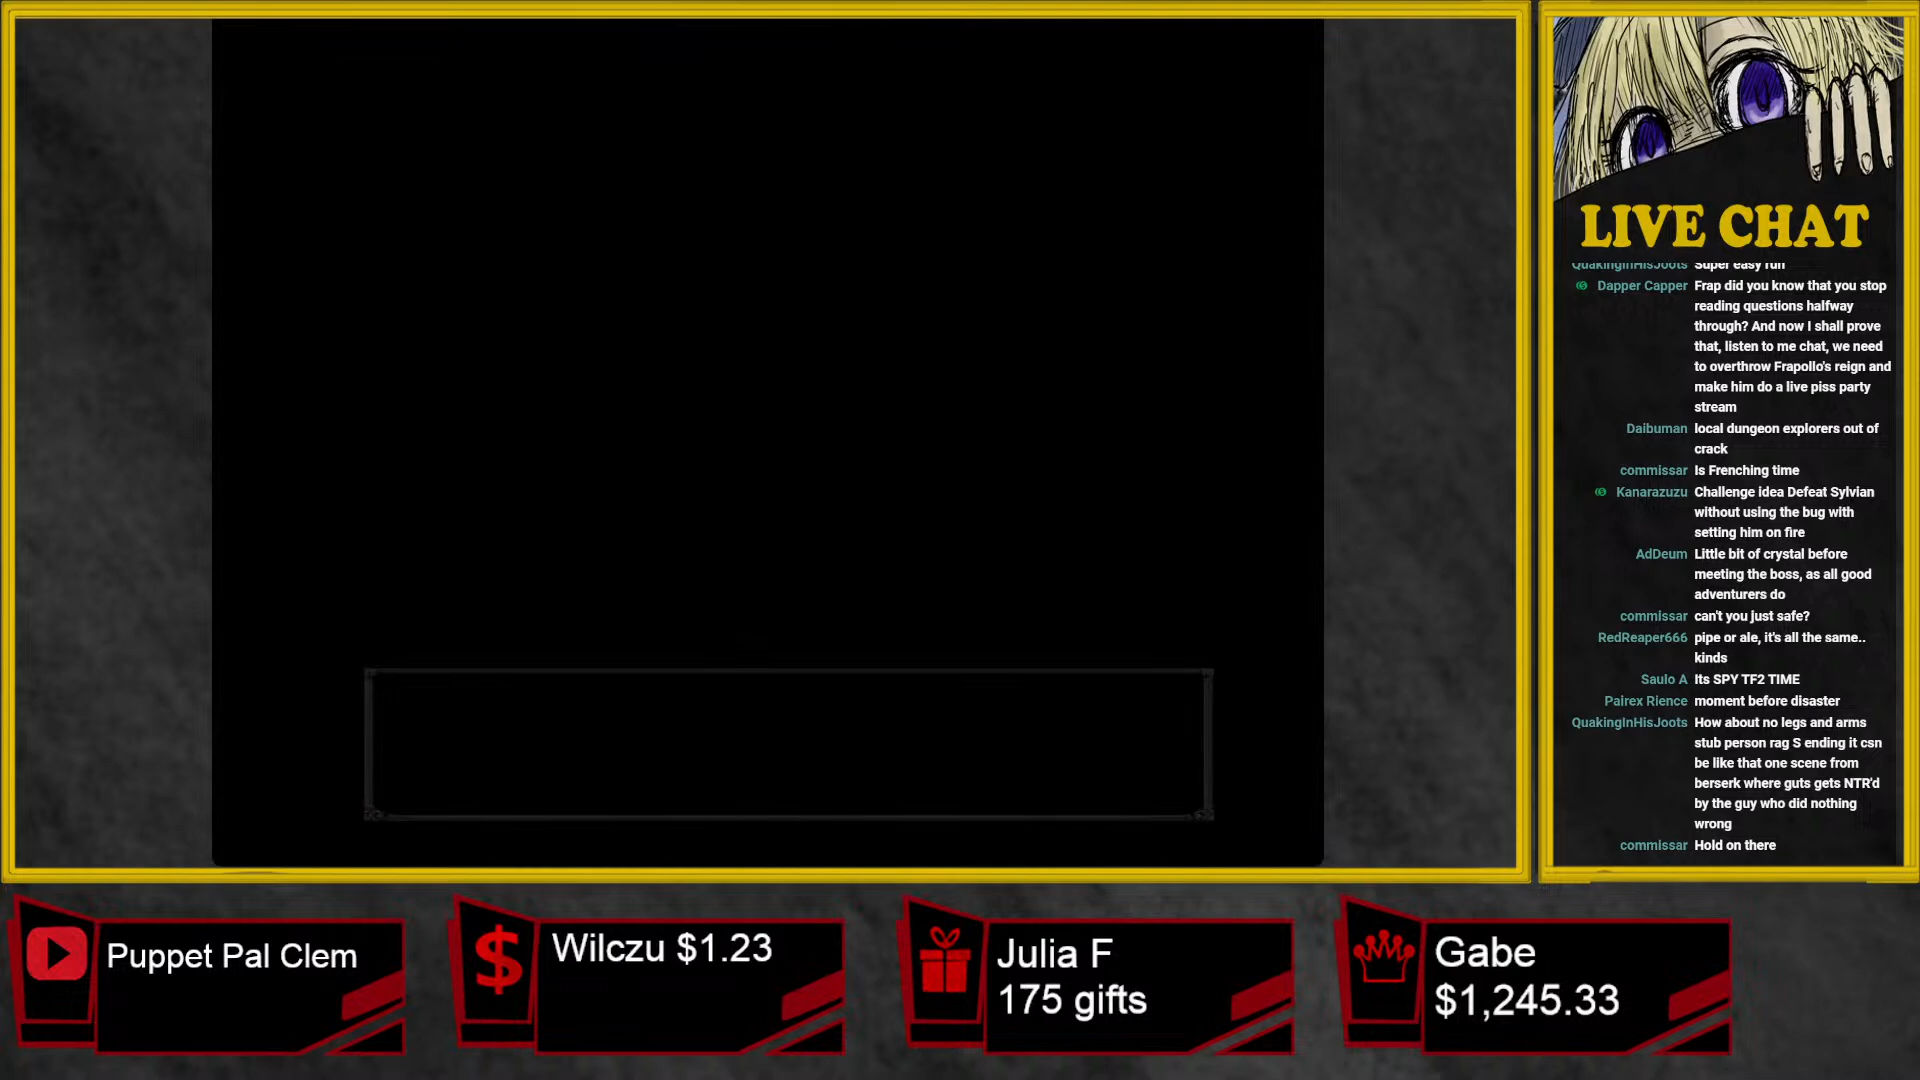 LIVE CHAT
QuakingInHisJoots Super easy run
Dapper Capper Frap did you know that you stop
reading questions halfway
through? And now I shall prove
that, listen to me chat, we need
to overthrow Frapollo's reign and
make him do a live piss party
stream
Daibuman local dungeon explorers out of
crack
commissar Is Frenching time
Kanarazuzu Challenge idea Defeat Sylvian
without using the bug with
setting him on fire
AdDeum Little bit of crystal before
meeting the boss, as all good
adventurers do
commissar can't you just safe?
RedReaper666 pipe or ale, it's all the same..
kinds
Saulo A Its SPY TF2 TIME
Pairex Rience moment before disaster
QuakingInHisJoots How about no legs and arms
stub person rag S ending it csn
be like that one scene from
berserk where guts gets NTR'd
by the guy who did nothing
wrong
commissar Hold on there
Puppet Pal Clem
$
Wilczu $1.23
Julia F
175 gifts
Gabe
$1,245.33